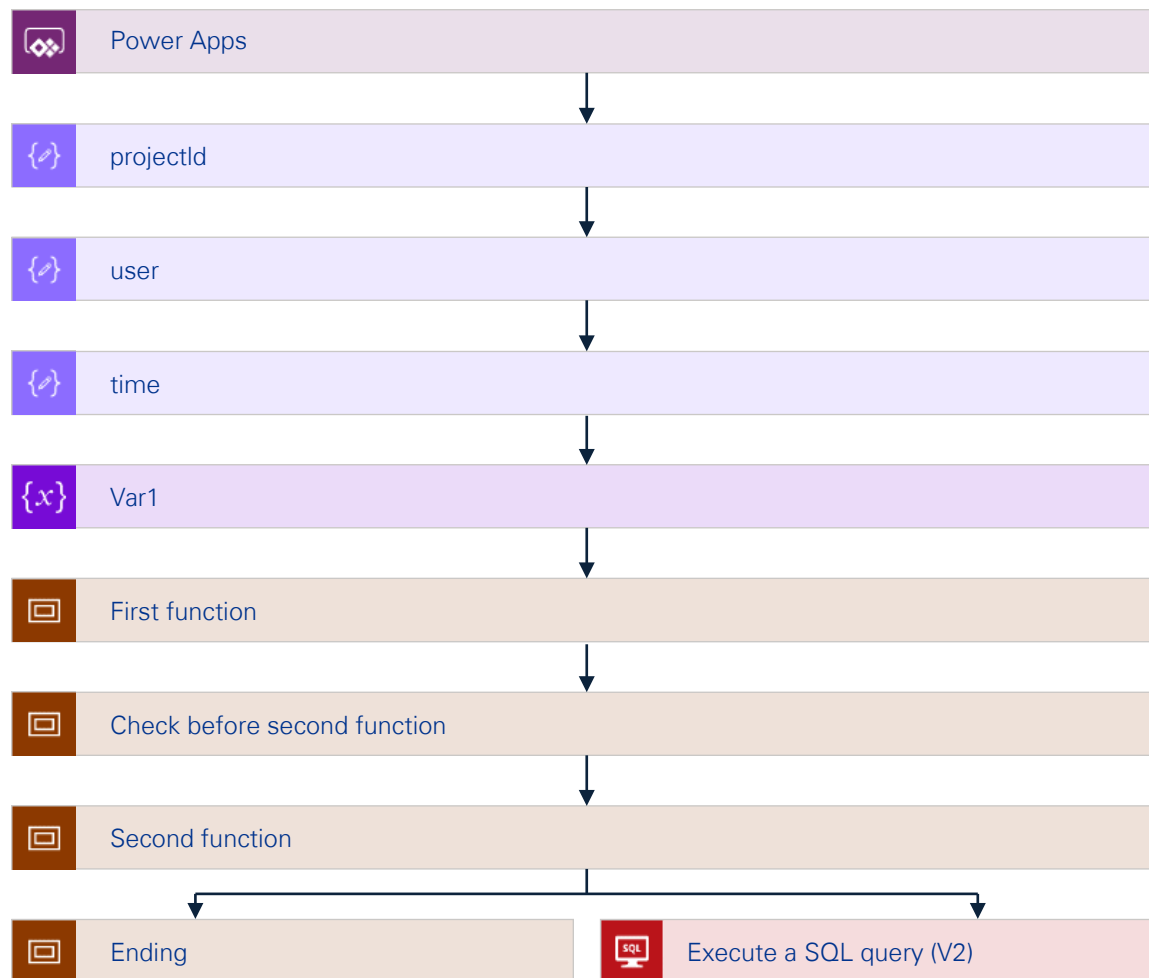 Power Apps
projectId
user
time
{x} Var1
First function
Check before second function
Second function
Ending
SQL Execute a SQL query (V2)